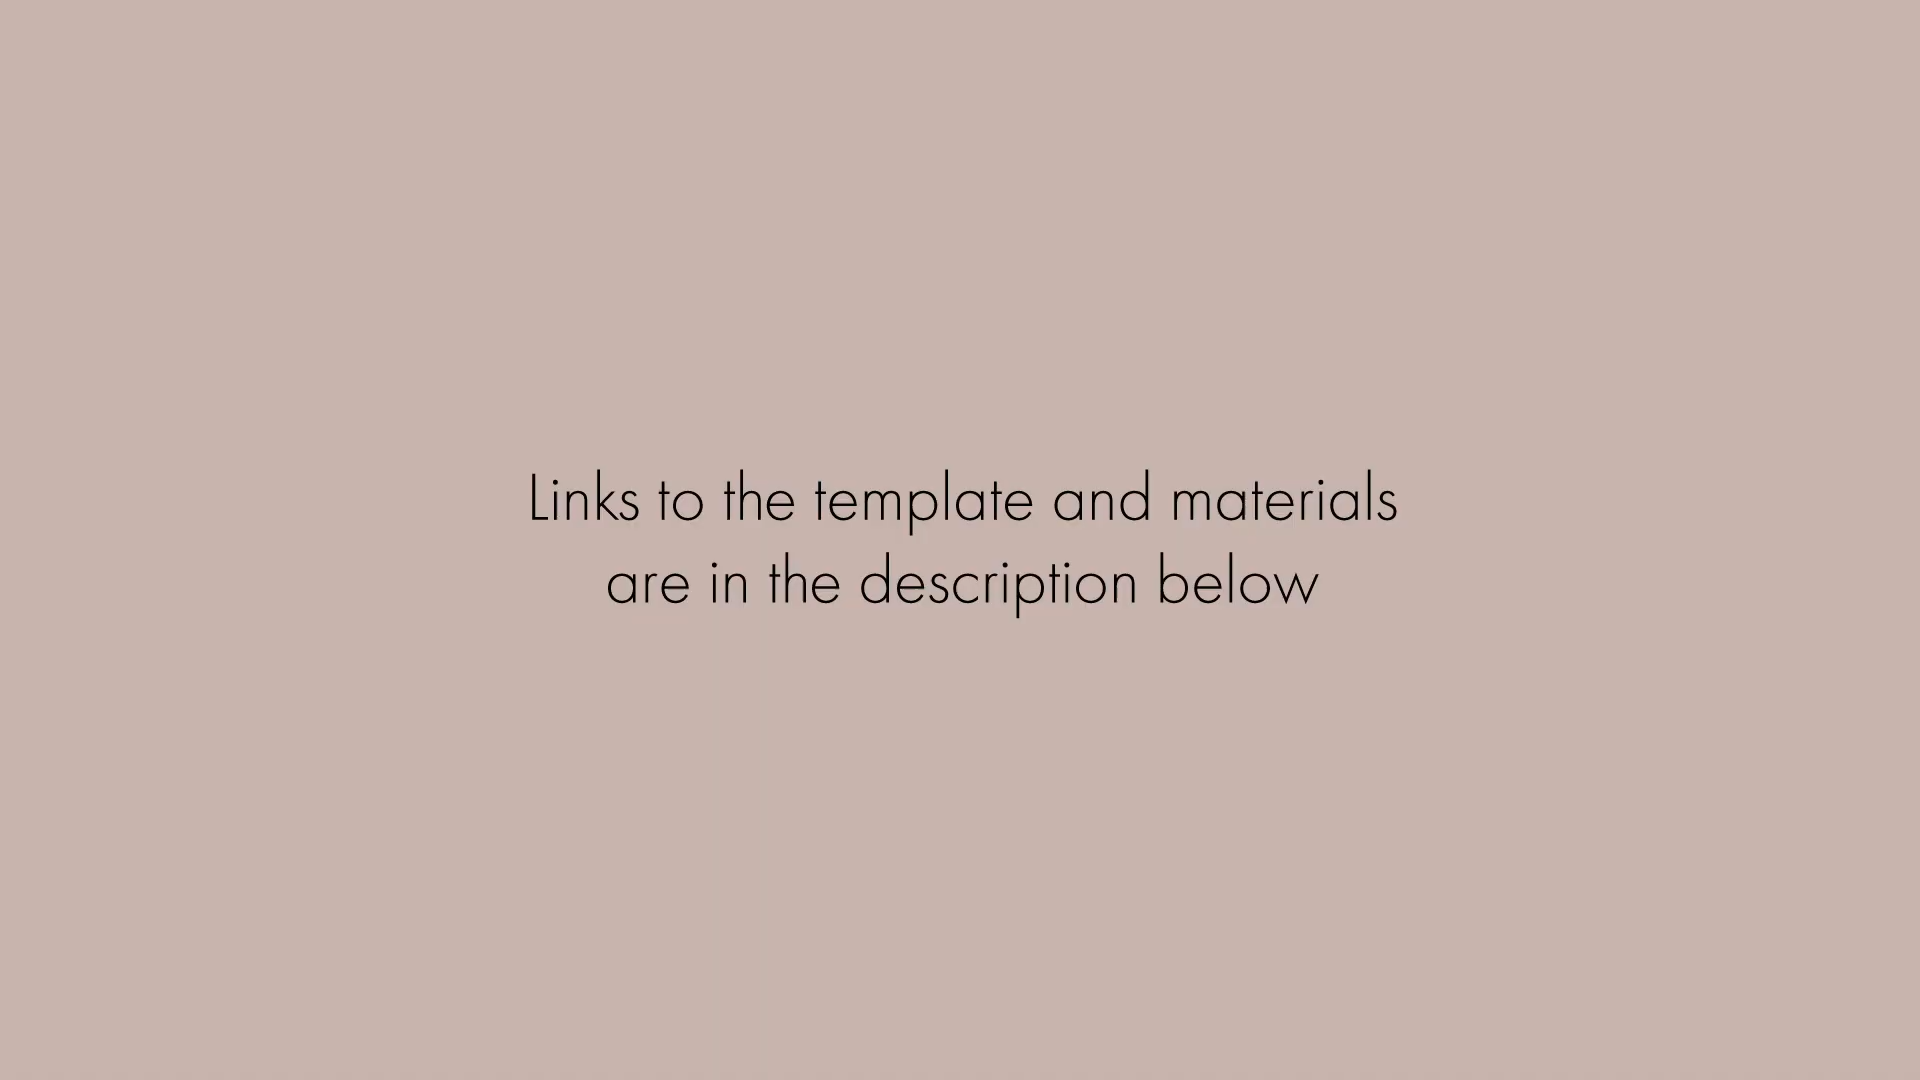 Links to the template and materials
are in the description below